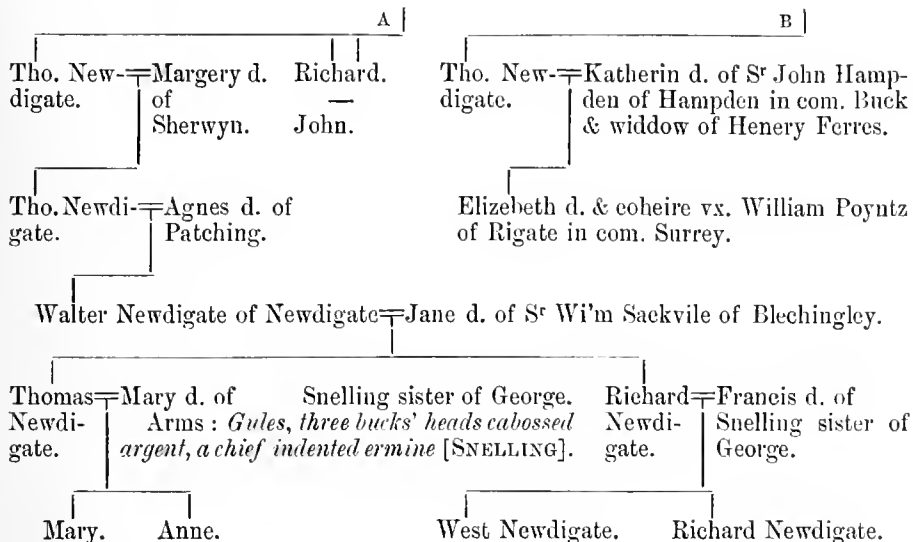 A B
Tho. New- Margery d. Richard. Tho. New- Katherin d. of Sʳ John Hamp-
digate. of — digate. den of Hampden in com. Buck
Sherwyn. John. & widdow of Henery Ferres.
Tho. Newdi- Agnes d. of Elizebeth d. & coheire vx. William Poyntz
gate. Patching. of Rigate in com. Surrey.
Walter Newdigate of Newdigate Jane d. of Sʳ Wi'm Sackvile of Blechingley.
Thomas Mary d. of Snelling sister of George. Richard Francis d. of
Newdi- Arms : Gules, three bucks' heads cabossed Newdi- Snelling sister of
gate. argent, a chief indented ermine [SNELLING]. gate. George.
Mary. Anne. West Newdigate. Richard Newdigate.